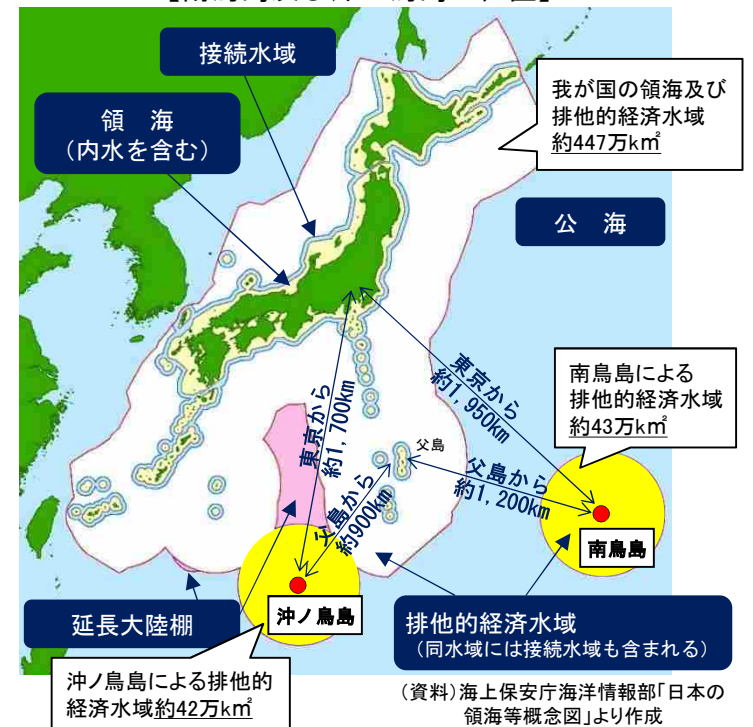 接続水域
領　海
（内水を含む）
我が国の領海及び
排他的経済水域
約447万km²
公　海
南鳥島による
排他的経済水域
約43万km²
東京から
約1,950km
東京から
約1,700km
父島
父島から
約1,200km
父島から
約900km
南鳥島
沖ノ鳥島
延長大陸棚
排他的経済水域
（同水域には接続水域も含まれる）
沖ノ鳥島による排他的
経済水域約42万km²
（資料）海上保安庁海洋情報部「日本の
領海等概念図」より作成